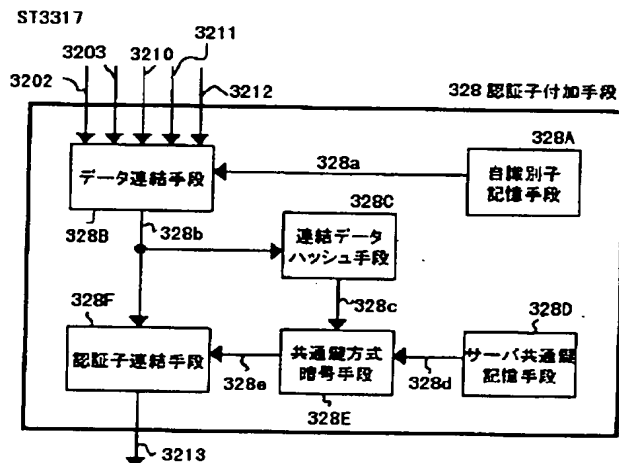 ST3317
3211
3203
3210
3202
3212
328 認証子付加手段
328A
328a
データ連結手段
自識別子
記憶手段
328B
328b
328C
連結データ
ハッシュ手段
328F
328c
328D
認証子連結手段
共通鍵方式
暗号手段
サーバ共通鍵
記憶手段
328e
328d
328E
3213